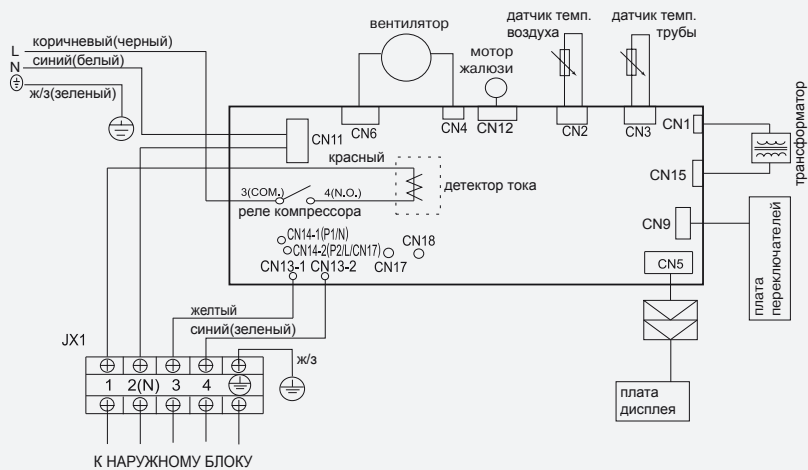 вентилятор
датчик темп.
воздуха
датчик темп.
трубы
мотор
жалюзи
L
коричневый(черный)
N
синий(белый)
ж/з(зеленый)
CN6
CN4
CN12
CN2
CN3
CN1
трансформатор
CN11
красный
CN15
детектор тока
3(COM.)
4(N.O.)
реле компрессора
CN9
CN14-1(P1/N)
CN14-2(P2/L/CN17)
CN18
CN13-1
CN13-2
CN17
CN5
плата
переключателей
желтый
синий(зеленый)
JX1
ж/з
1
2(N)
3
4
плата
дисплея
К НАРУЖНОМУ БЛОКУ